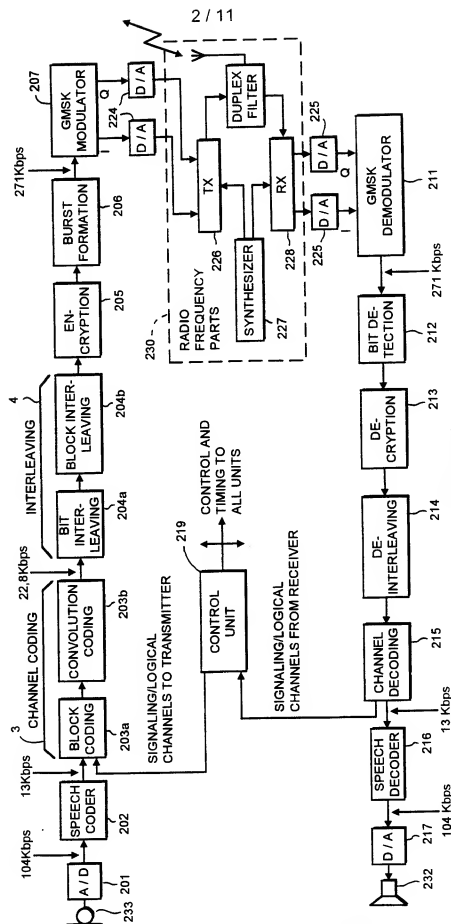 2 / 11
233
A / D
201
104Kbps
SPEECH
CODER
202
13Kbps
3
CHANNEL CODING
BLOCK
CODING
203a
CONVOLUTION
CODING
203b
22,8Kbps
4
INTERLEAVING
BIT
INTER-
LEAVING
204a
BLOCK INTER-
LEAVING
204b
EN-
CRYPTION
205
BURST
FORMATION
206
271Kbps
GMSK
MODULATOR
207
I
Q
D / A
D / A
224
230
RADIO FREQUENCY
PARTS
TX
226
DUPLEX
FILTER
SYNTHESIZER
227
RX
228
SIGNALING/LOGICAL
CHANNELS TO TRANSMITTER
219
CONTROL
UNIT
CONTROL AND
TIMING TO
ALL UNITS
SIGNALING/LOGICAL
CHANNELS FROM RECEIVER
225
D / A
D / A
225
I
Q
GMSK
DEMODULATOR
211
271 Kbps
BIT DE-
TECTION
212
DE-
CRYPTION
213
DE-
INTERLEAVING
214
CHANNEL
DECODING
215
13 Kbps
SPEECH
DECODER
216
104 Kbps
D / A
217
232